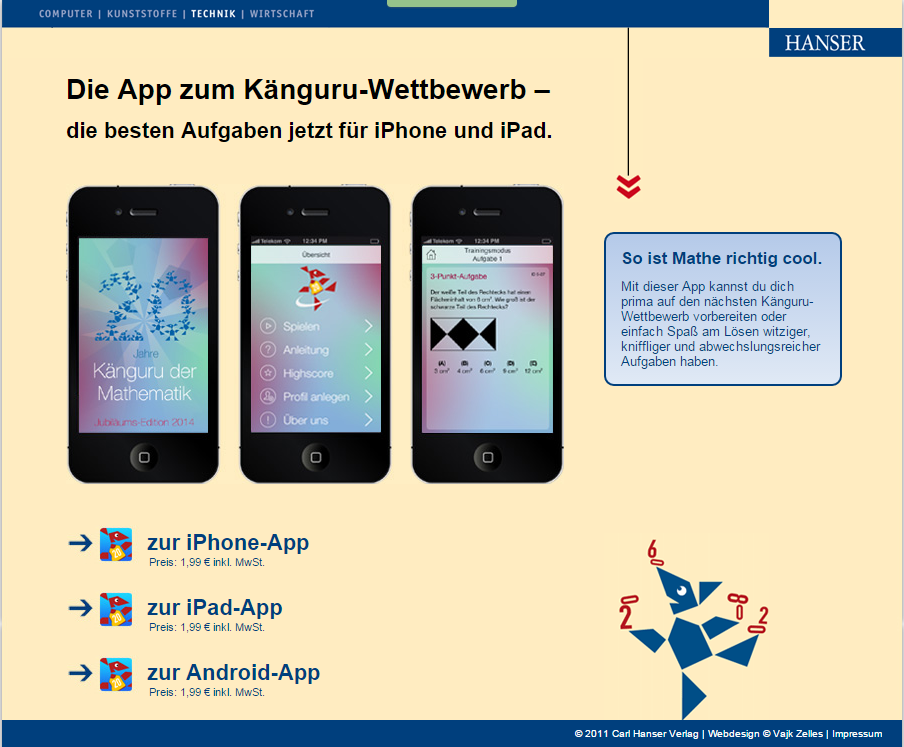 COMPUTER | KUNSTSTOFFE | TECHNIK | WIRTSCHAFT
HANSER
Die App zum Känguru-Wettbewerb –
die besten Aufgaben jetzt für iPhone und iPad.
20
Jahre
Känguru der
Mathematik
Jubiläums-Edition 2014
Telekom 12:34 PM
Übersicht
Spielen
Anleitung
Highscore
Profil anlegen
Über uns
Telekom 12:34 PM
Trainingsmodus
Aufgabe 1
3-Punkt-Aufgabe
Der weiße Teil des Rechtecks hat einen
Flächeninhalt von 6 cm². Wie groß ist der
schwarze Teil des Rechtecks?
(A) (B) (C) (D) (E)
5 cm² 4 cm² 6 cm² 9 cm² 12 cm²
So ist Mathe richtig cool.
Mit dieser App kannst du dich
prima auf den nächsten Känguru-
Wettbewerb vorbereiten oder
einfach Spaß am Lösen witziger,
kniffliger und abwechslungsreicher
Aufgaben haben.
20
zur iPhone-App
Preis: 1,99 € inkl. MwSt.
20
zur iPad-App
Preis: 1,99 € inkl. MwSt.
20
zur Android-App
Preis: 1,99 € inkl. MwSt.
6
0
2
8
0
2
0
© 2011 Carl Hanser Verlag | Webdesign © Vajk Zelles | Impressum